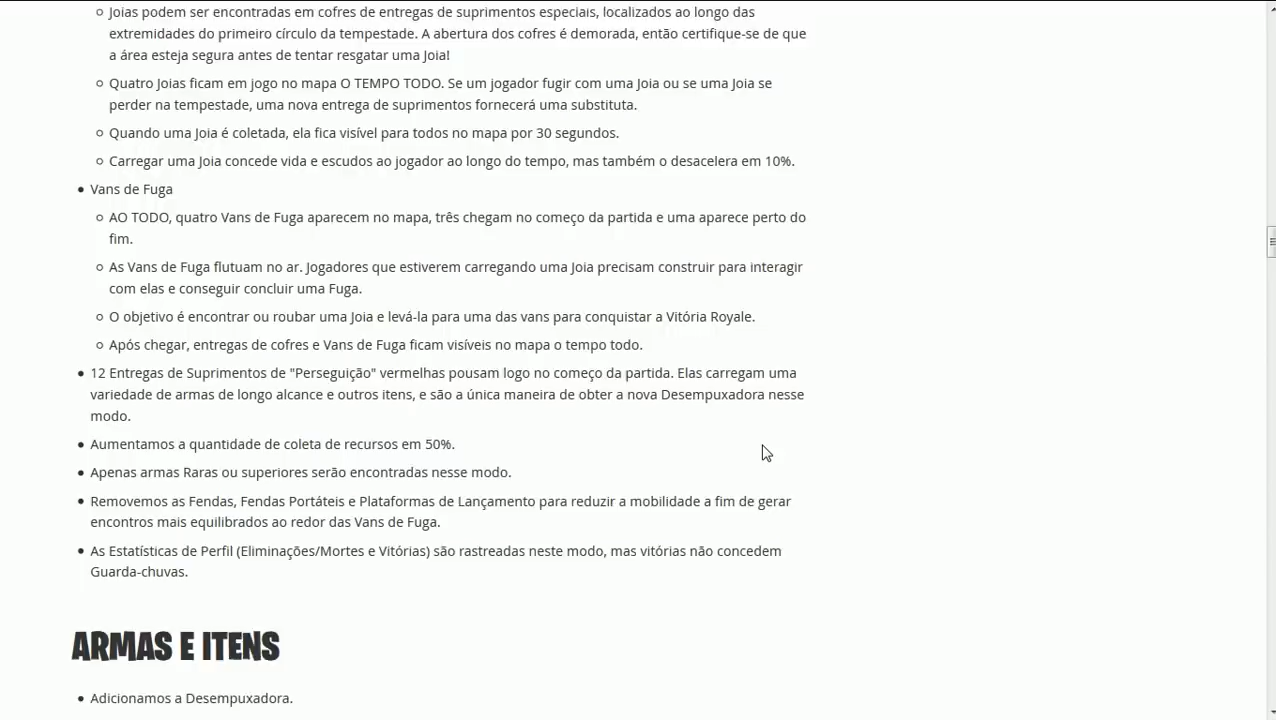 Joias podem ser encontradas em cofres de entregas de suprimentos especiais, localizados ao longo das
extremidades do primeiro círculo da tempestade. A abertura dos cofres é demorada, então certifique-se de que
a área esteja segura antes de tentar resgatar uma Joia!
Quatro Joias ficam em jogo no mapa O TEMPO TODO. Se um jogador fugir com uma Joia ou se uma Joia se
perder na tempestade, uma nova entrega de suprimentos fornecerá uma substituta.
Quando uma Joia é coletada, ela fica visível para todos no mapa por 30 segundos.
Carregar uma Joia concede vida e escudos ao jogador ao longo do tempo, mas também o desacelera em 10%.
Vans de Fuga
AO TODO, quatro Vans de Fuga aparecem no mapa, três chegam no começo da partida e uma aparece perto do
fim.
As Vans de Fuga flutuam no ar. Jogadores que estiverem carregando uma Joia precisam construir para interagir
com elas e conseguir concluir uma Fuga.
O objetivo é encontrar ou roubar uma Joia e levá-la para uma das vans para conquistar a Vitória Royale.
Após chegar, entregas de cofres e Vans de Fuga ficam visíveis no mapa o tempo todo.
12 Entregas de Suprimentos de "Perseguição" vermelhas pousam logo no começo da partida. Elas carregam uma
variedade de armas de longo alcance e outros itens, e são a única maneira de obter a nova Desempuxadora nesse
modo.
Aumentamos a quantidade de coleta de recursos em 50%.
Apenas armas Raras ou superiores serão encontradas nesse modo.
Removemos as Fendas, Fendas Portáteis e Plataformas de Lançamento para reduzir a mobilidade a fim de gerar
encontros mais equilibrados ao redor das Vans de Fuga.
As Estatísticas de Perfil (Eliminações/Mortes e Vitórias) são rastreadas neste modo, mas vitórias não concedem
Guarda-chuvas.
ARMAS E ITENS
Adicionamos a Desempuxadora.